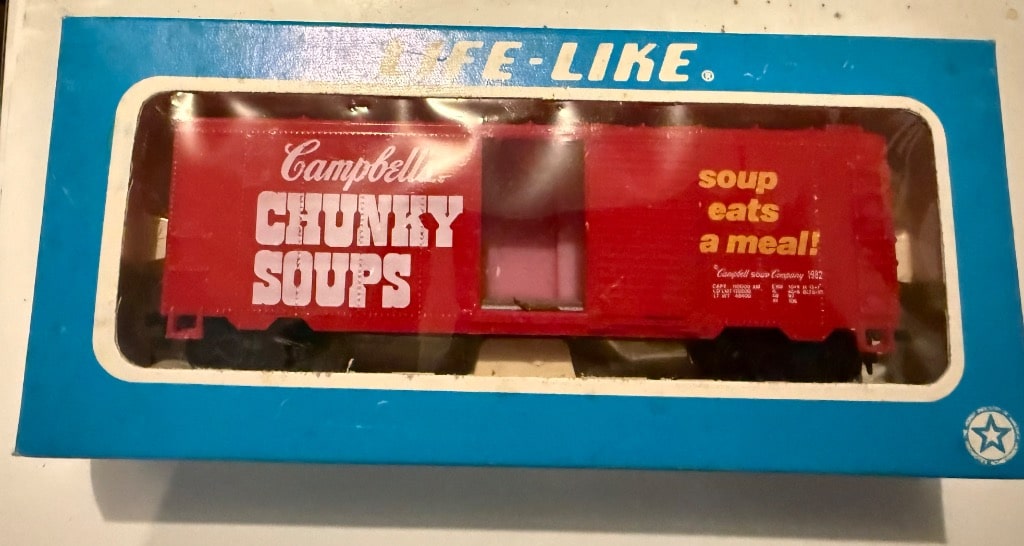 LIFE-LIKE®
Campbell's
CHUNKY
SOUPS
soup
eats
a meal!
Campbell Soup Company 1982